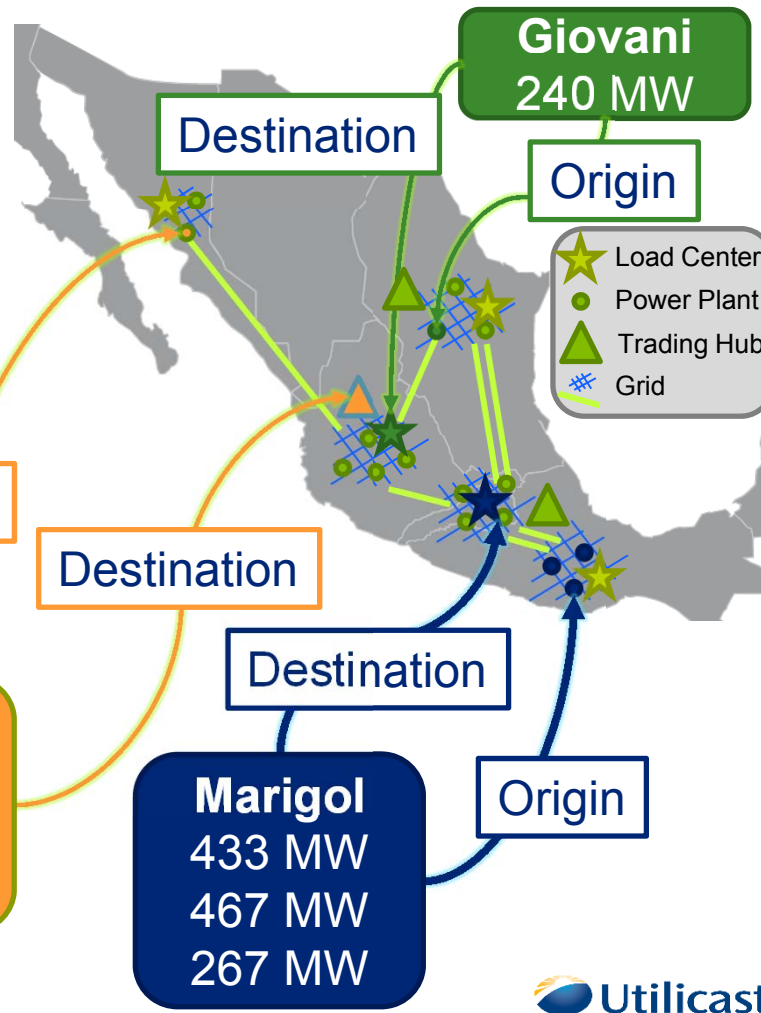 Giovani
240 MW
Destination
Origin
Load Center
Power Plant
Trading Hub
Grid
Destination
Destination
Origin
Marigol
433 MW
467 MW
267 MW
Utilicast